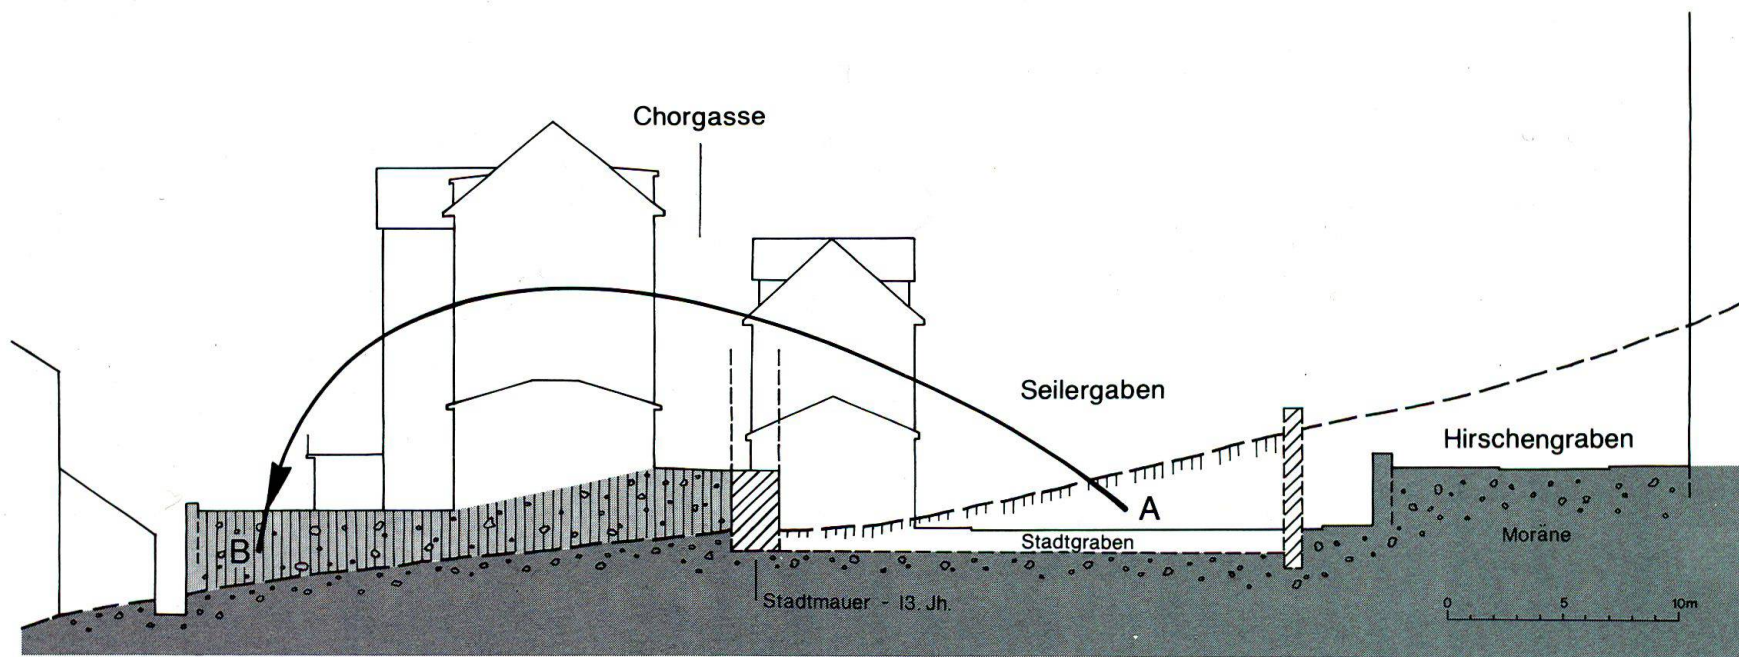 Chorgasse
Seilergaben
Hirschengraben
A
B
Stadtgraben
Moräne
Stadtmauer - 13. Jh.
0 5 10m